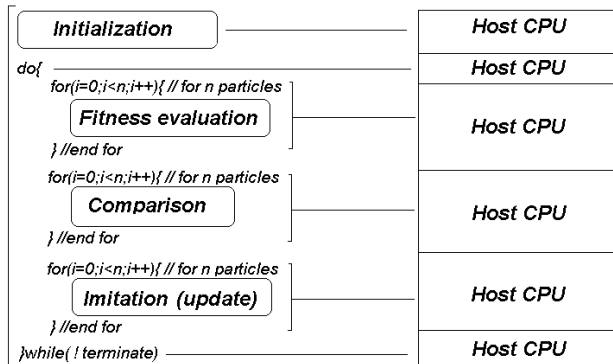 Initialization
Host CPU
do{
Host CPU
for(i=0;i<n;i++){ // for n particles
Fitness evaluation
Host CPU
} //end for
for(i=0;i<n;i++){ // for n particles
Comparison
Host CPU
} //end for
for(i=0;i<n;i++){ // for n particles
Imitation (update)
Host CPU
} //end for
}while( ! terminate)
Host CPU